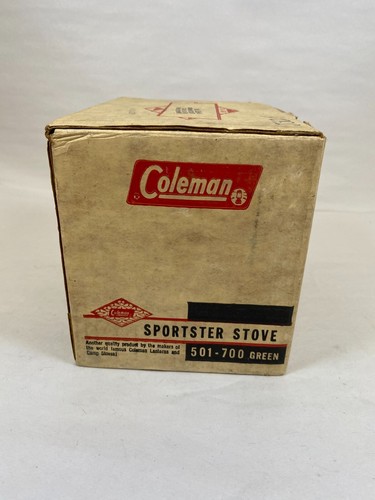 Coleman
Coleman
SPORTSTER STOVE
Another quality product by the makers of
the world famous Coleman Lanterns and
Camp Stoves!
501-700 GREEN